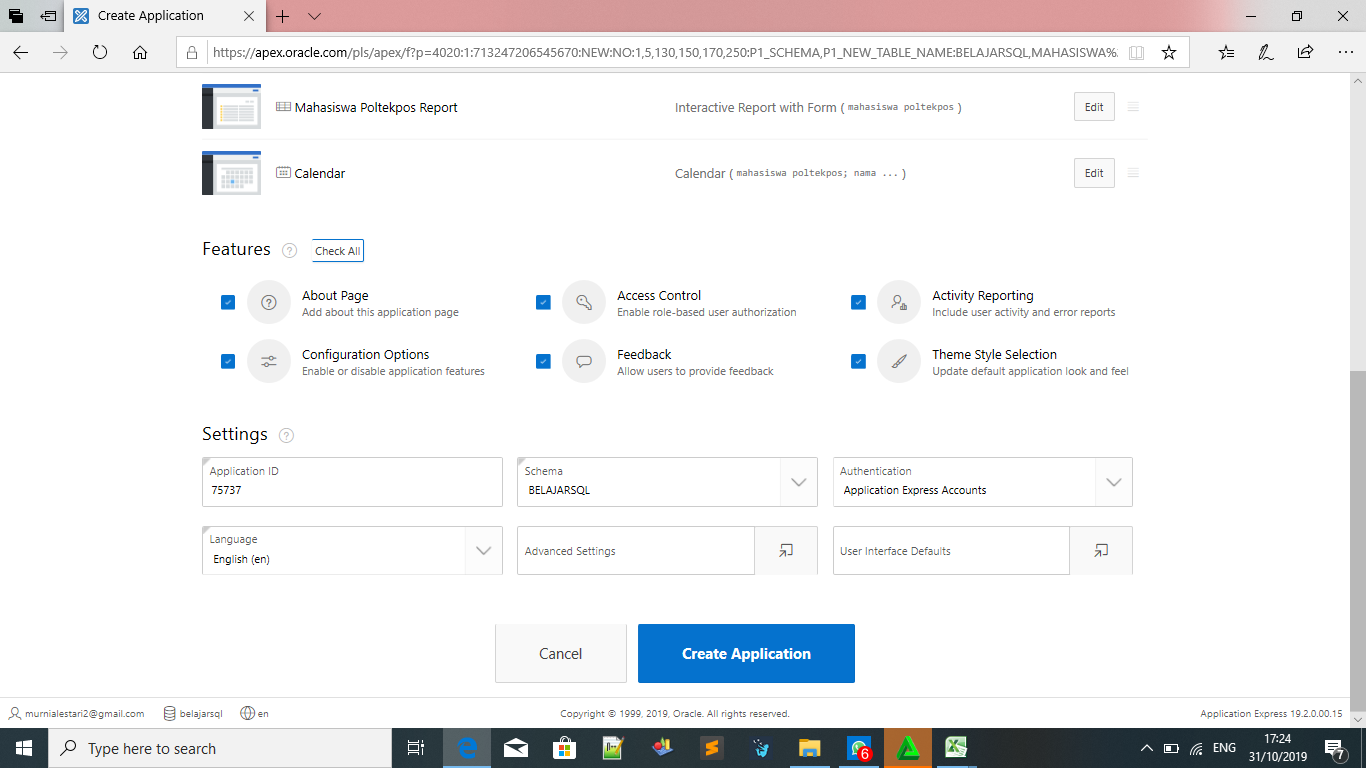 Create Application
https://apex.oracle.com/pls/apex/f?p=4020:1:713247206545670:NEW:NO:1,5,130,150,170,250:P1_SCHEMA,P1_NEW_TABLE_NAME:BELAJARSQL,MAHASISWA%
Mahasiswa Poltekpos Report Interactive Report with Form ( mahasiswa poltekpos ) Edit
Calendar Calendar ( mahasiswa poltekpos; nama ... ) Edit
Features ? Check All
About Page
Add about this application page
Access Control
Enable role-based user authorization
Activity Reporting
Include user activity and error reports
Configuration Options
Enable or disable application features
Feedback
Allow users to provide feedback
Theme Style Selection
Update default application look and feel
Settings ?
Application ID
75737
Schema
BELAJARSQL
Authentication
Application Express Accounts
Language
English (en)
Advanced Settings
User Interface Defaults
Cancel
Create Application
murnialestari2@gmail.com belajarsql en Copyright © 1999, 2019, Oracle. All rights reserved. Application Express 19.2.0.00.15
Type here to search
6
ENG
17:24
31/10/2019
7